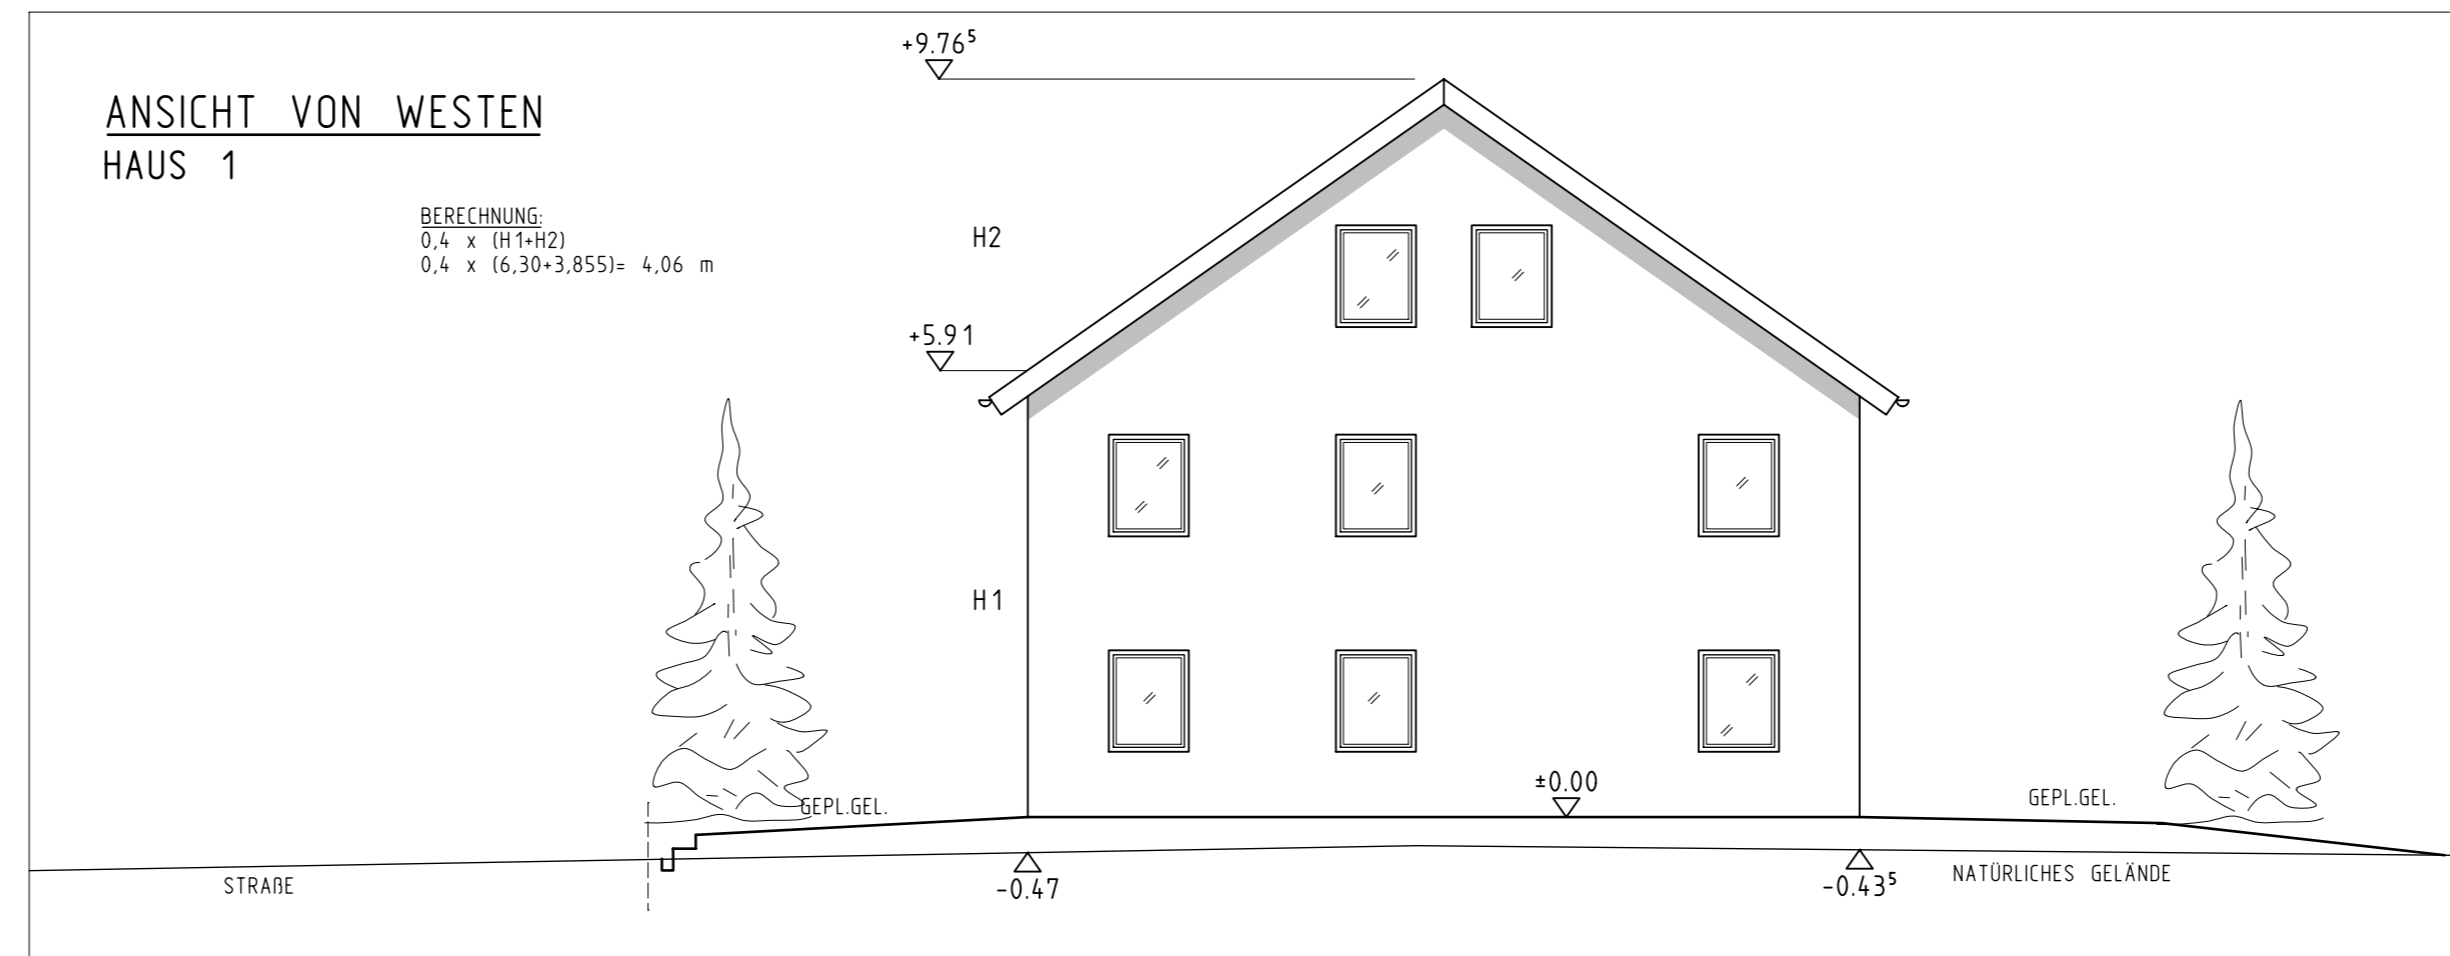 +9.76⁵
ANSICHT VON WESTEN
HAUS 1
BERECHNUNG:
0,4 x (H1+H2)
0,4 x (6,30+3,855)= 4,06 m
H2
+5.91
H1
±0.00
GEPL.GEL.
GEPL.GEL.
STRAßE
-0.47
-0.43⁵
NATÜRLICHES GELÄNDE